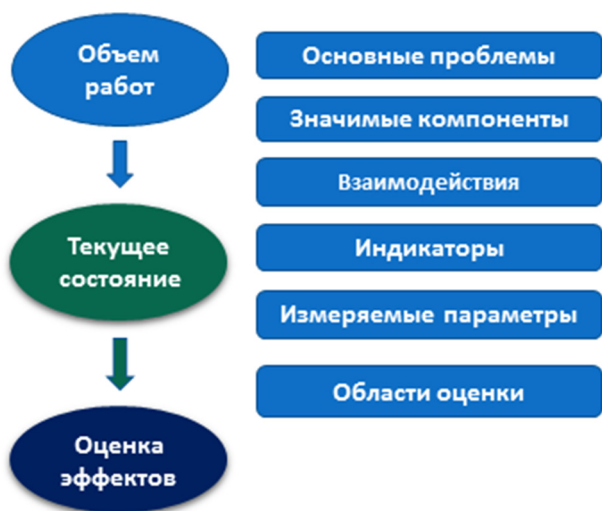 Объем
работ
Текущее
состояние
Оценка
эффектов
Основные проблемы
Значимые компоненты
Взаимодействия
Индикаторы
Измеряемые параметры
Области оценки